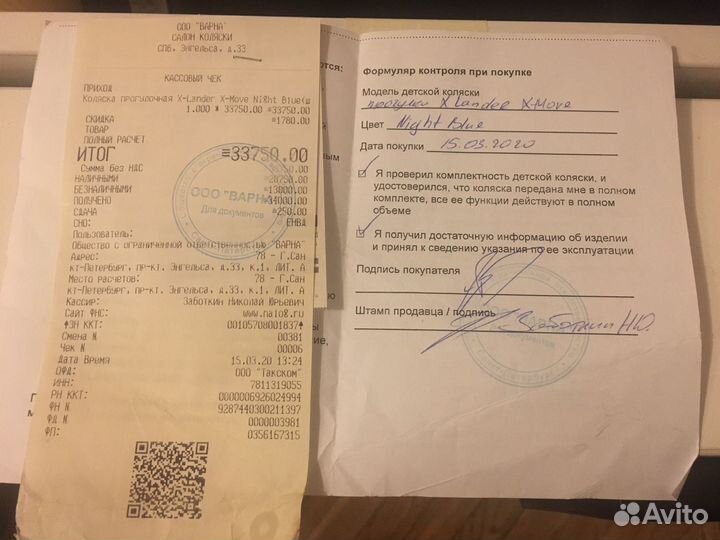 ООО "ВАРНА"
САЛОН КОЛЯСКИ
СПб, Энгельса, д.33
КАССОВЫЙ ЧЕК
ПРИХОД
Коляска прогулочная X-Lander X-Move Night Blue(ш
1.000 * 33750.00 =33750.00
СКИДКА =1780.00
ТОВАР
ПОЛНЫЙ РАСЧЕТ
ИТОГ =33750.00
Сумма без НДС
НАЛИЧНЫМИ =20750.00
БЕЗНАЛИЧНЫМИ =13000.00
ПОЛУЧЕНО =34000.00
СДАЧА =250.00
СНО: ЕНВД
Пользователь:
Общество с ограниченной ответственностью "ВАРНА"
Адрес: 78 - Г.Сан
кт-Петербург, пр-кт. Энгельса, д.33, к.1, ЛИТ. А
Место расчетов: 78 - Г.Сан
кт-Петербург, пр-кт. Энгельса, д.33, к.1, ЛИТ. А
Кассир: Заботкин Николай Юрьевич
Сайт ФНС: www.nalog.ru
ЗН ККТ: 00105708001837
Смена N 00381
Чек N 00006
Дата Время 15.03.20 13:24
ОФД: ООО "Такском"
ИНН: 7811319055
РН ККТ: 0000006926024994
ФН N 9287440300211397
ФД N 0000003981
ФП: 0356167315
ООО "ВАРНА"
Для документов
Формуляр контроля при покупке
Модель детской коляски
X Lander X-Move
Цвет Night Blue
Дата покупки 15.03.2020
Я проверил комплектность детской коляски, и
удостоверился, что коляска передана мне в полном
комплекте, все ее функции действуют в полном
объеме
Я получил достаточную информацию об изделии
и принял к сведению указания по ее эксплуатации
Подпись покупателя
Штамп продавца / подпись Заботкин Н.Ю.
Avito